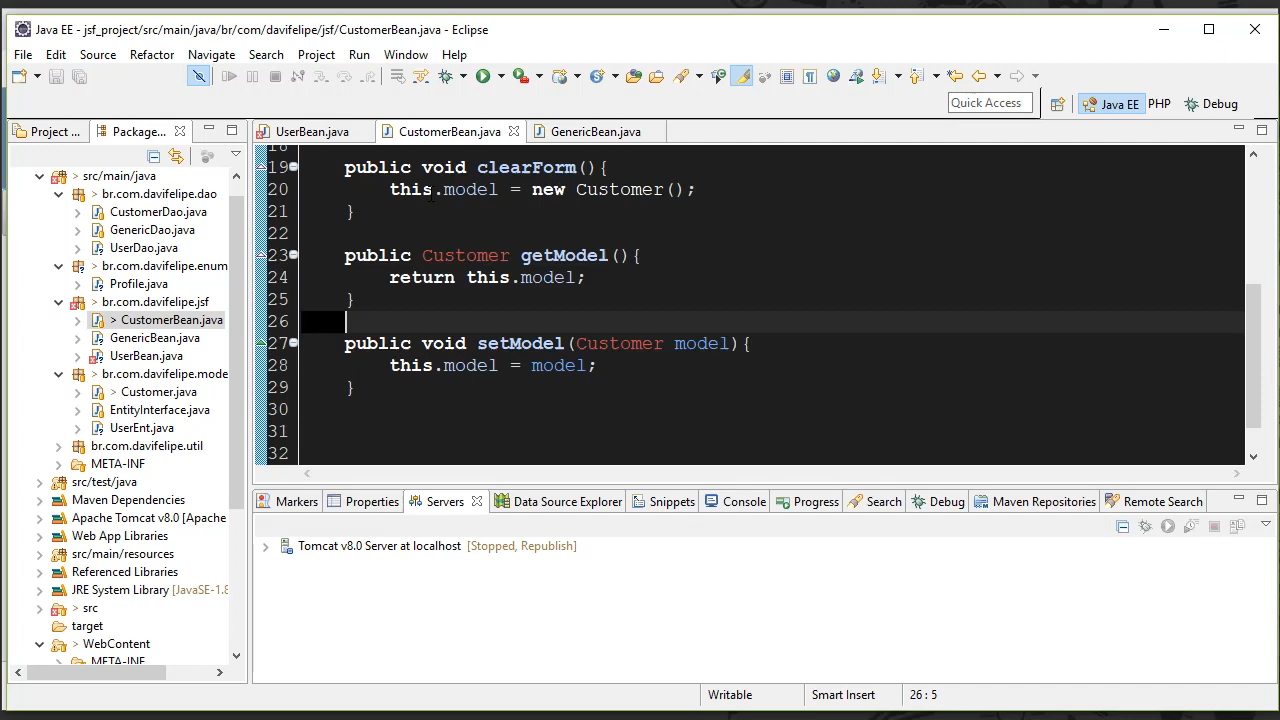 Java EE - jsf_project/src/main/java/br/com/davifelipe/jsf/CustomerBean.java - Eclipse
File Edit Source Refactor Navigate Search Project Run Window Help
Quick Access
Java EE PHP Debug
Project ... Package... UserBean.java CustomerBean.java GenericBean.java
src/main/java
br.com.davifelipe.dao
CustomerDao.java
GenericDao.java
UserDao.java
br.com.davifelipe.enum
Profile.java
br.com.davifelipe.jsf
> CustomerBean.java
GenericBean.java
UserBean.java
br.com.davifelipe.mode
> Customer.java
EntityInterface.java
UserEnt.java
br.com.davifelipe.util
META-INF
src/test/java
Maven Dependencies
Apache Tomcat v8.0 [Apache
Web App Libraries
src/main/resources
Referenced Libraries
JRE System Library [JavaSE-1.8
> src
target
> WebContent
META-INF
18
19 public void clearForm(){
20 this.model = new Customer();
21 }
22
23 public Customer getModel(){
24 return this.model;
25 }
26
27 public void setModel(Customer model){
28 this.model = model;
29 }
30
31
32
Markers Properties Servers Data Source Explorer Snippets Console Progress Search Debug Maven Repositories Remote Search
Tomcat v8.0 Server at localhost [Stopped, Republish]
Writable Smart Insert 26 : 5